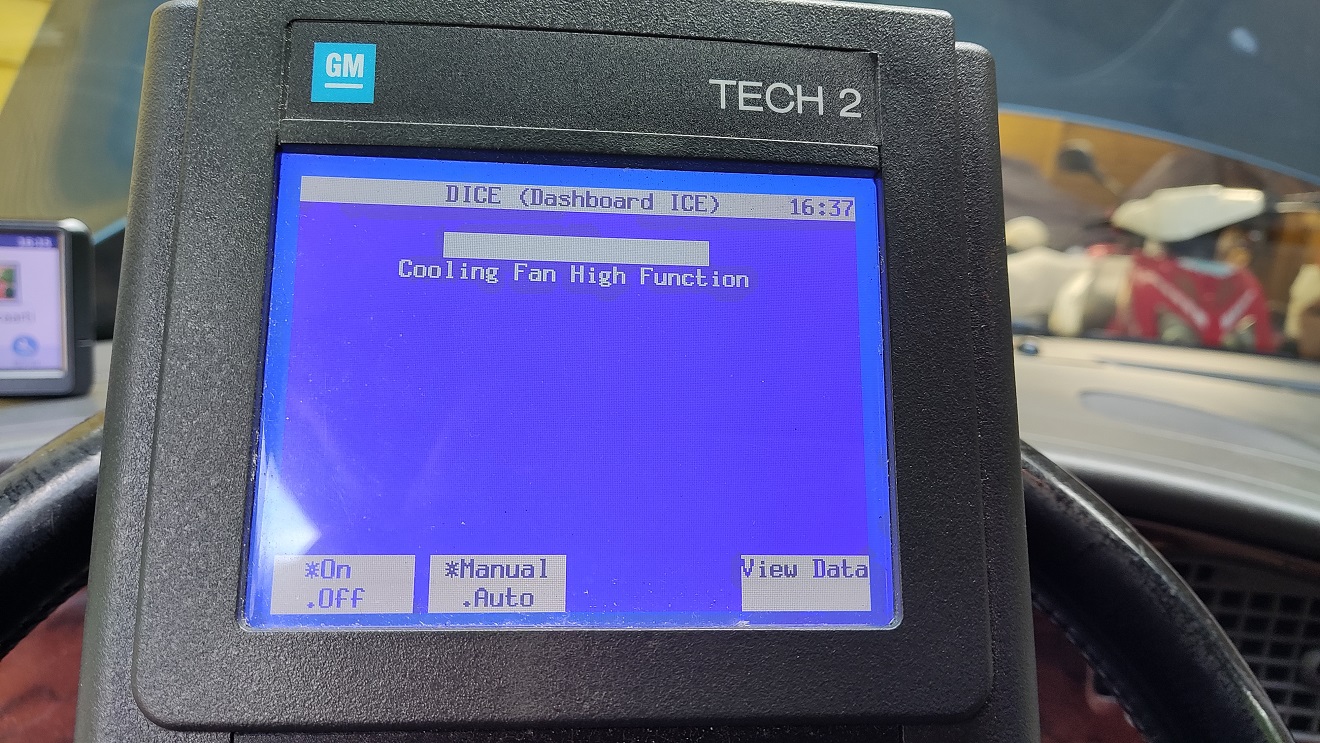 GM
TECH 2
DICE (Dashboard ICE) 16:37
Cooling Fan High Function
*On
.Off
*Manual
.Auto
View Data